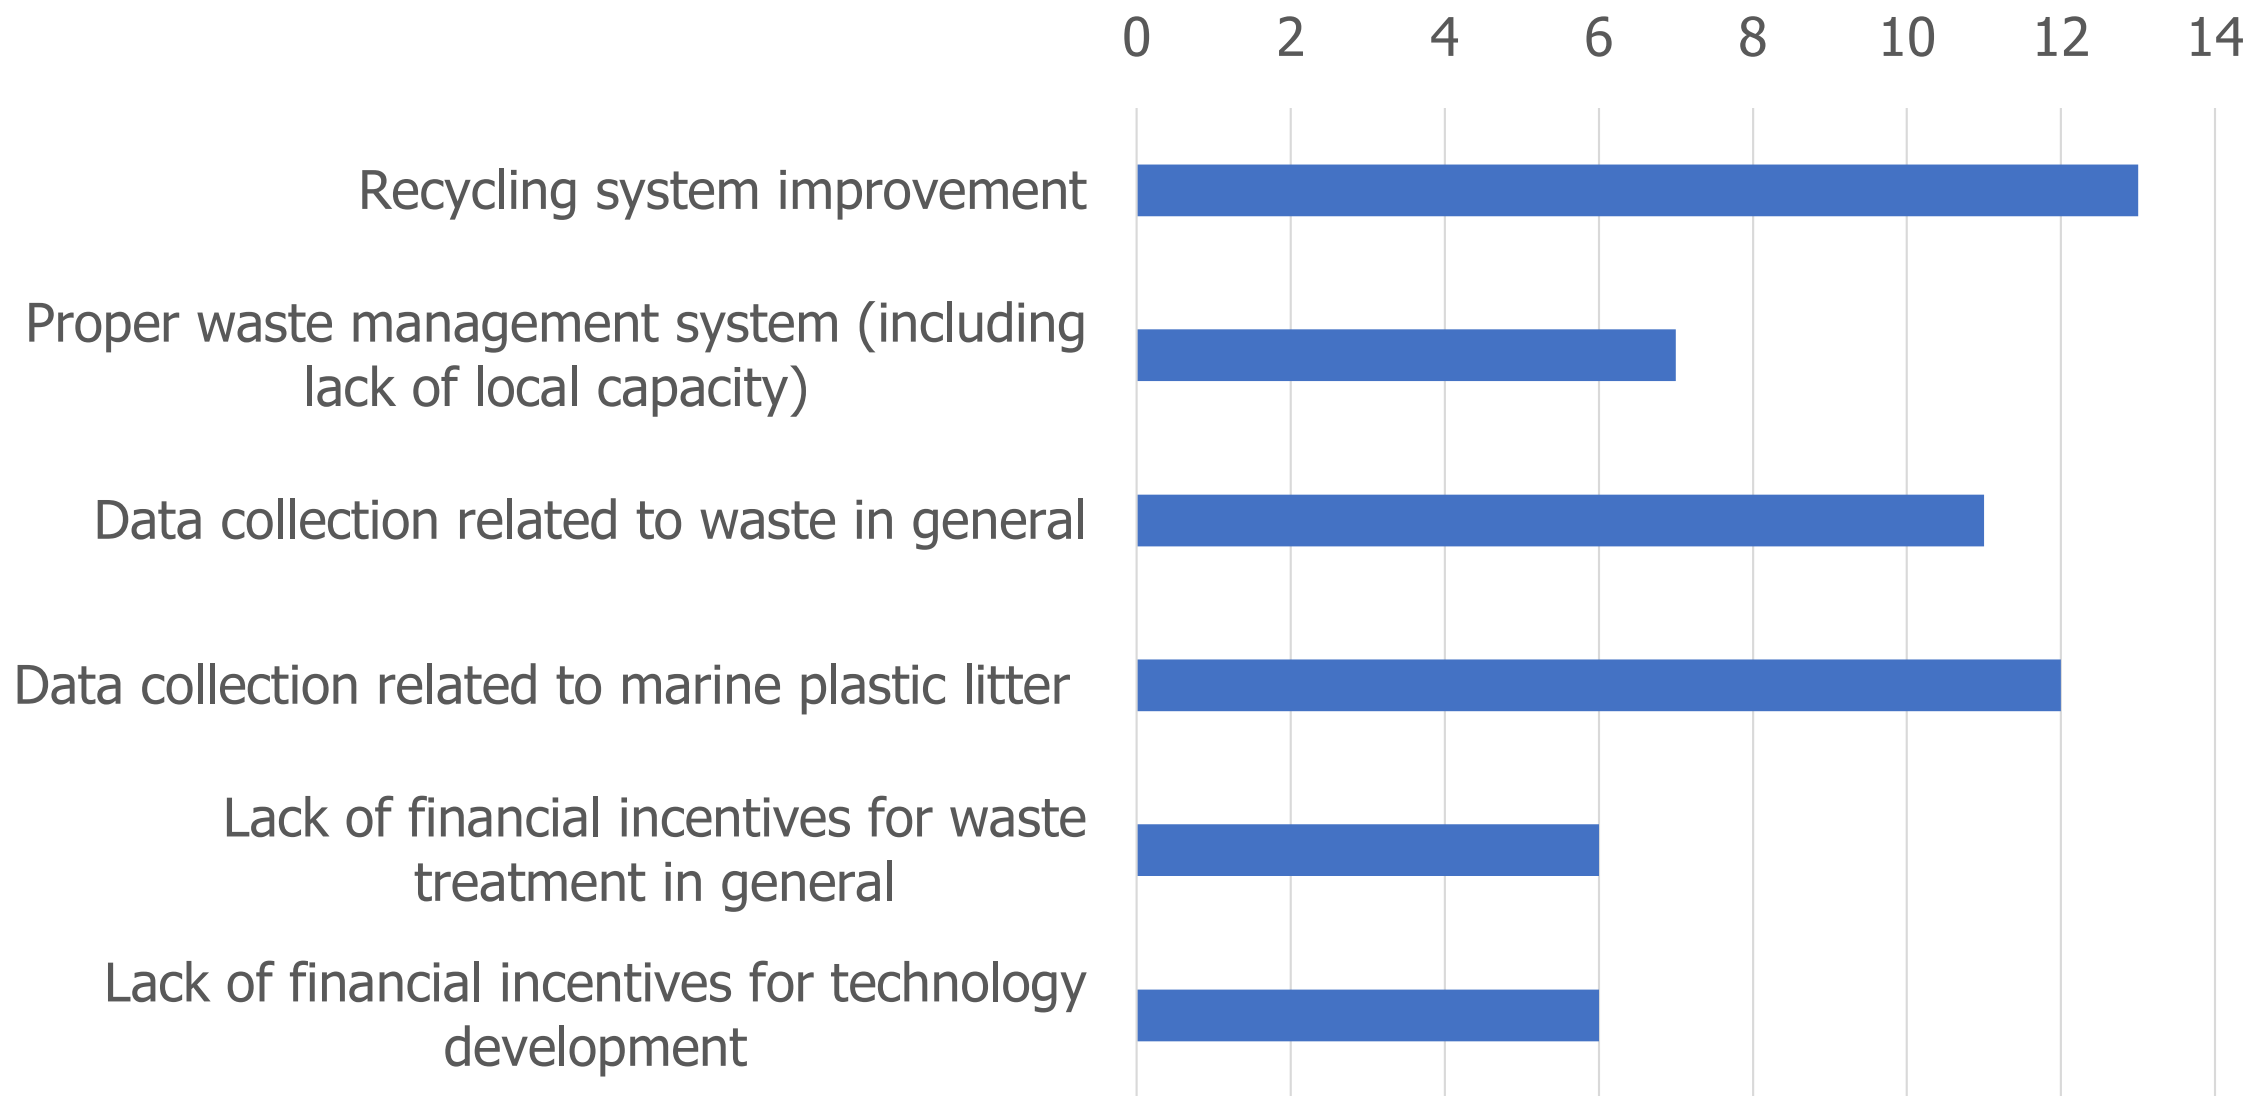 0 2 4 6 8 10 12 14
Recycling system improvement
Proper waste management system (including
lack of local capacity)
Data collection related to waste in general
Data collection related to marine plastic litter
Lack of financial incentives for waste
treatment in general
Lack of financial incentives for technology
development